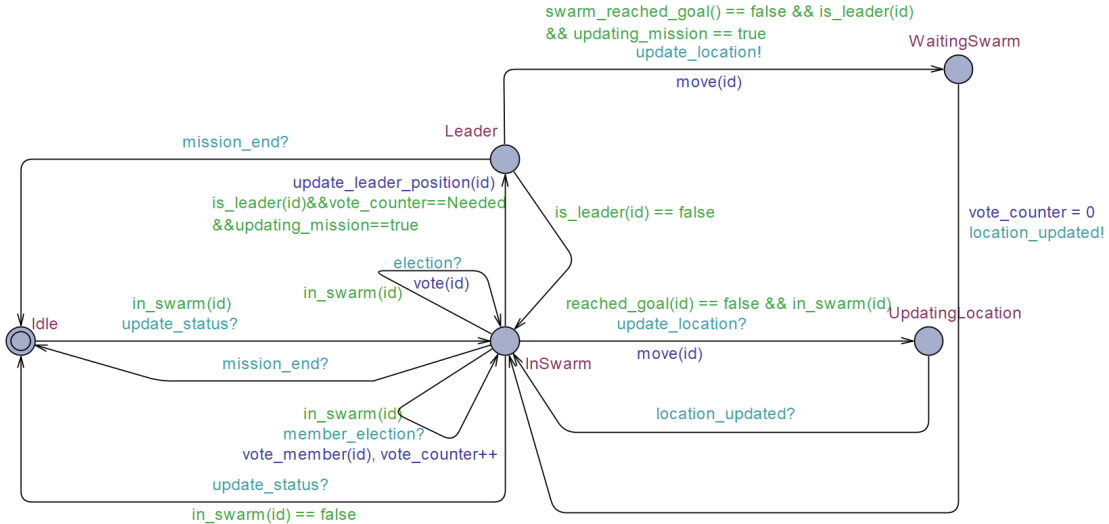 swarm_reached_goal() == false && is_leader(id)
&& updating_mission == true
update_location!
move(id)
WaitingSwarm
Leader
mission_end?
update_leader_position(id)
is_leader(id)&&vote_counter==Needed
&&updating_mission==true
is_leader(id) == false
vote_counter = 0
location_updated!
election?
vote(id)
in_swarm(id)
in_swarm(id)
update_status?
Idle
reached_goal(id) == false && in_swarm(id)
update_location?
move(id)
UpdatingLocation
mission_end?
InSwarm
in_swarm(id)
member_election?
vote_member(id), vote_counter++
location_updated?
update_status?
in_swarm(id) == false